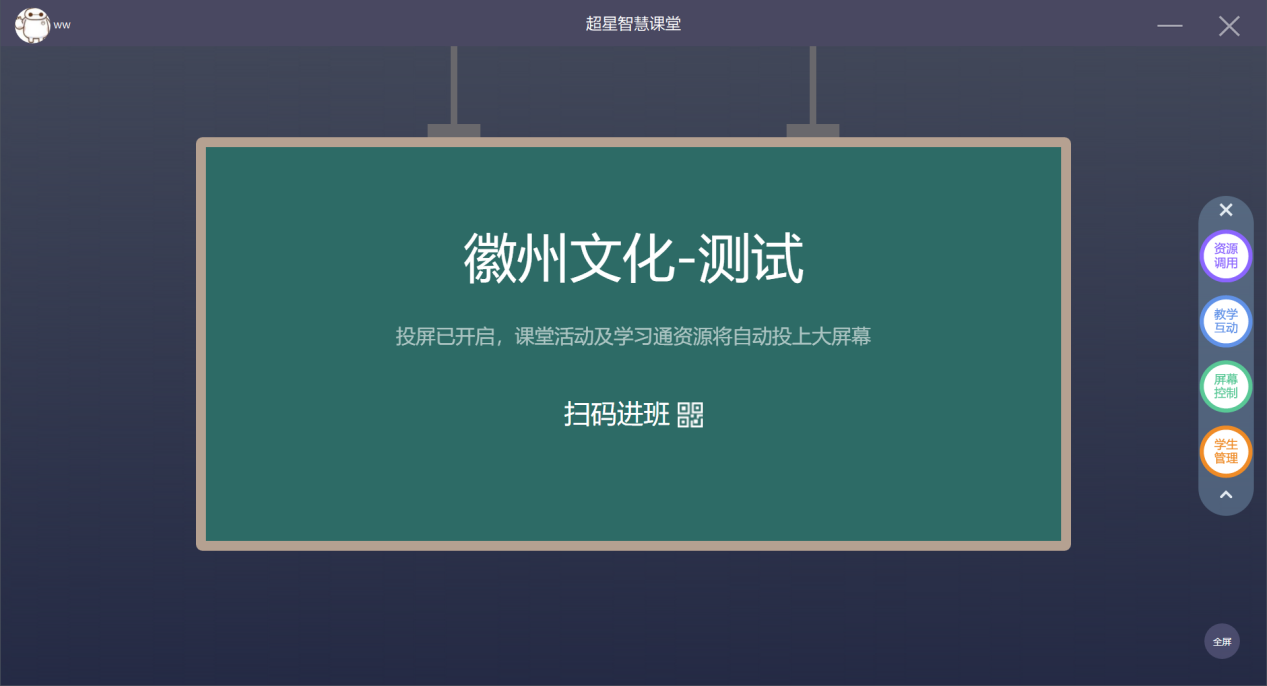 ww
超星智慧课堂
徽州文化-测试
投屏已开启，课堂活动及学习通资源将自动投上大屏幕
扫码进班
资源
调用
教学
互动
屏幕
控制
学生
管理
全屏